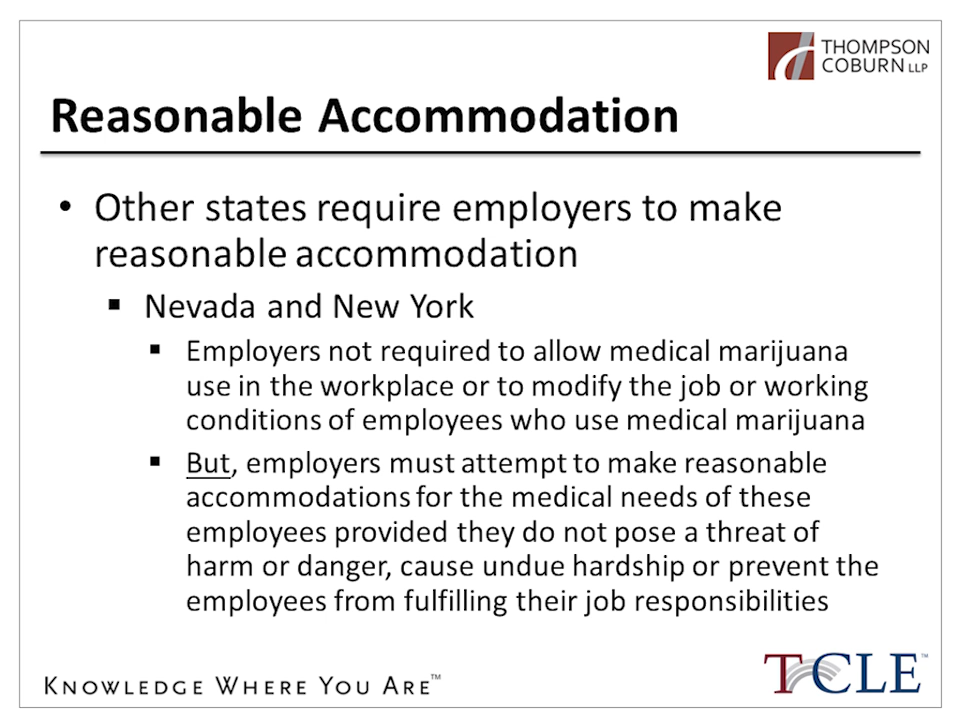 THOMPSON
COBURN LLP
Reasonable Accommodation
• Other states require employers to make
reasonable accommodation
▪ Nevada and New York
▪ Employers not required to allow medical marijuana
use in the workplace or to modify the job or working
conditions of employees who use medical marijuana
▪ But, employers must attempt to make reasonable
accommodations for the medical needs of these
employees provided they do not pose a threat of
harm or danger, cause undue hardship or prevent the
employees from fulfilling their job responsibilities
KNOWLEDGE WHERE YOU ARE™
TCLE™